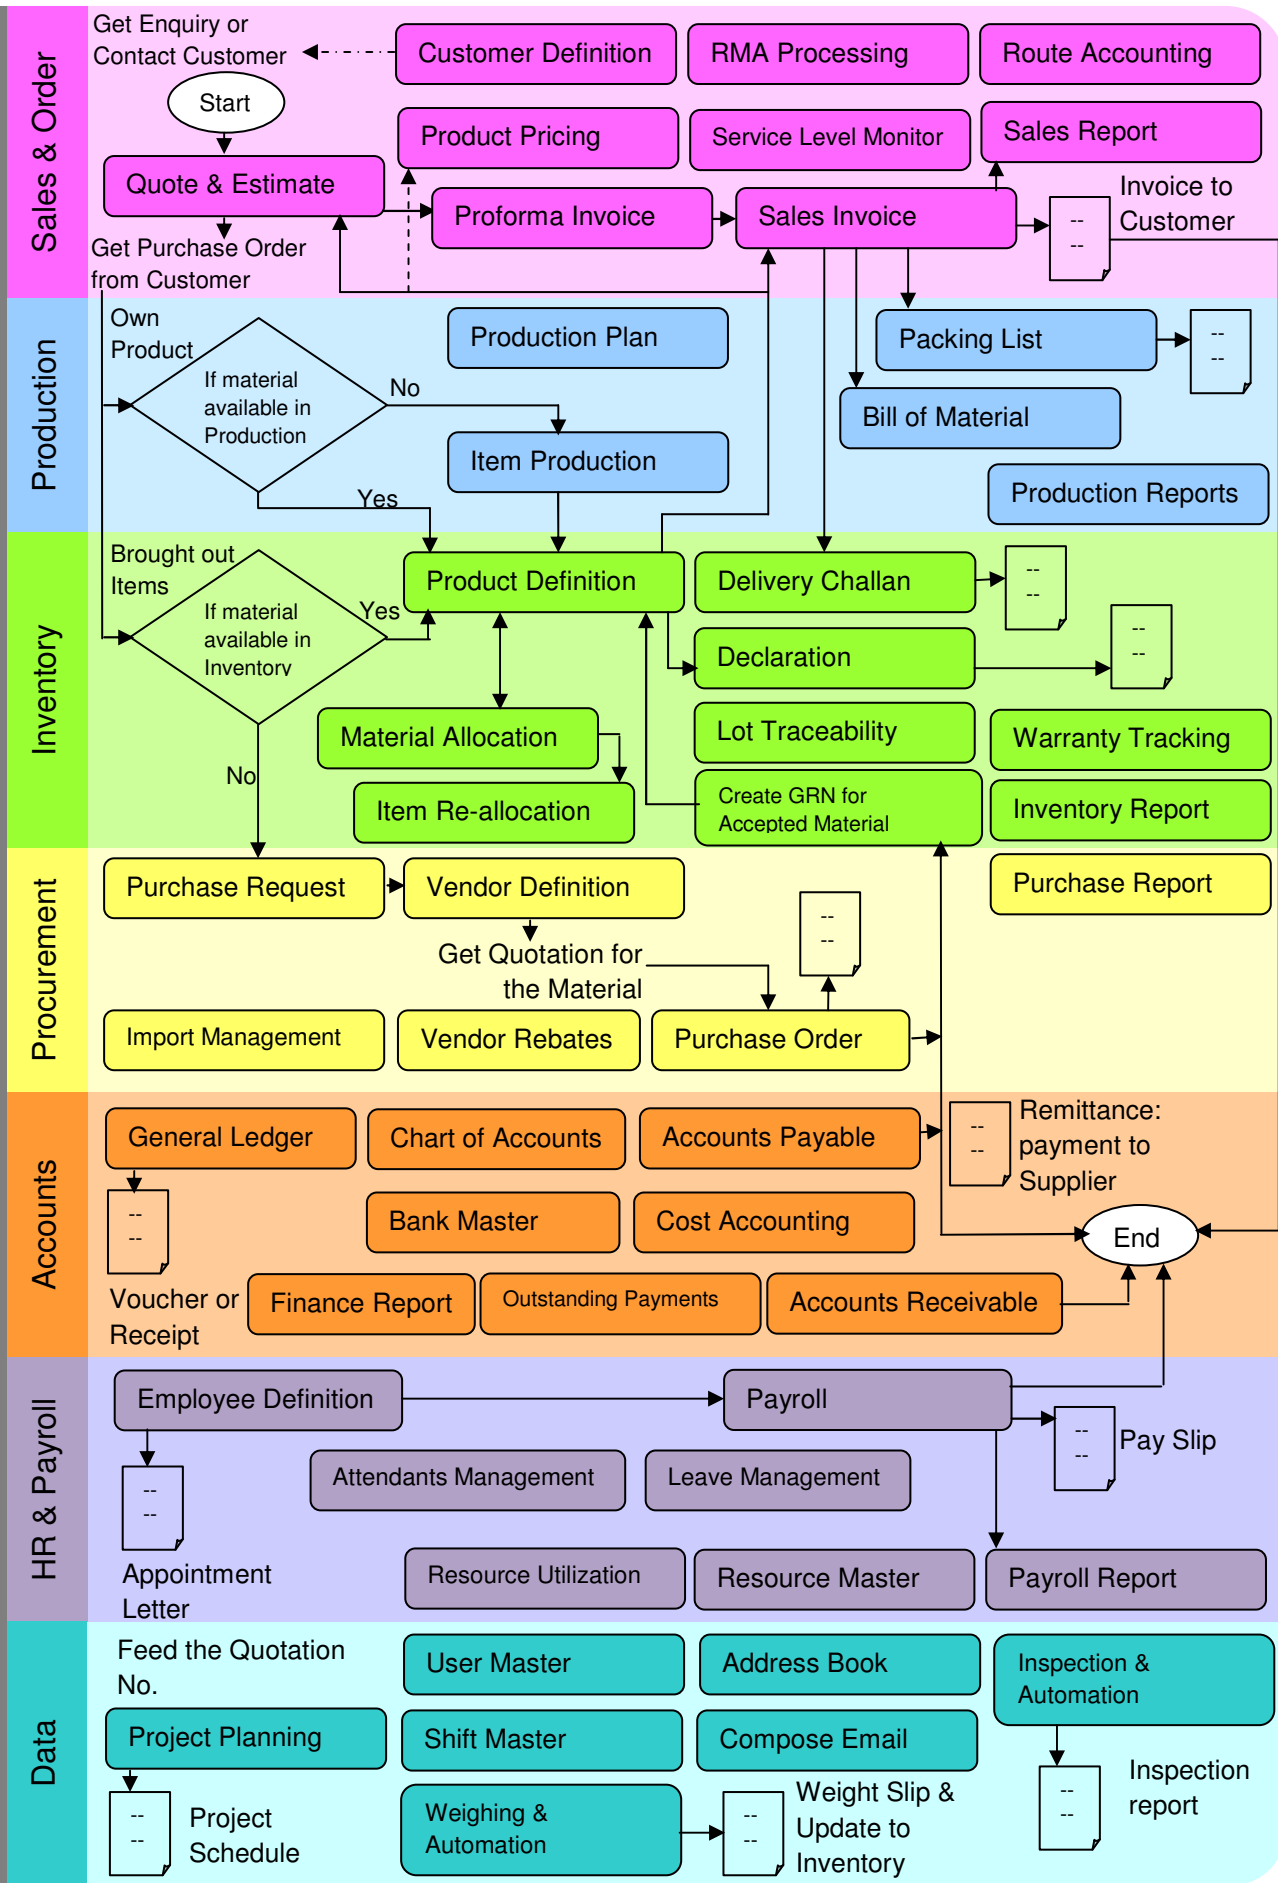 Sales & Order
Get Enquiry or
Contact Customer
Customer Definition
RMA Processing
Route Accounting
Start
Product Pricing
Service Level Monitor
Sales Report
Quote & Estimate
Proforma Invoice
Sales Invoice
--
--
Invoice to
Customer
Get Purchase Order
from Customer
Production
Own
Product
If material
available in
Production
No
Yes
Production Plan
Packing List
--
--
Bill of Material
Item Production
Production Reports
Inventory
Brought out
Items
If material
available in
Inventory
Yes
No
Product Definition
Delivery Challan
--
--
Declaration
--
--
Material Allocation
Lot Traceability
Warranty Tracking
Item Re-allocation
Create GRN for
Accepted Material
Inventory Report
Procurement
Purchase Request
Vendor Definition
Purchase Report
Get Quotation for
the Material
--
--
Import Management
Vendor Rebates
Purchase Order
Accounts
General Ledger
Chart of Accounts
Accounts Payable
--
--
Remittance:
payment to
Supplier
--
--
Bank Master
Cost Accounting
End
Voucher or
Receipt
Finance Report
Outstanding Payments
Accounts Receivable
HR & Payroll
Employee Definition
Payroll
--
--
Pay Slip
Attendants Management
Leave Management
--
--
Appointment
Letter
Resource Utilization
Resource Master
Payroll Report
Data
Feed the Quotation
No.
User Master
Address Book
Inspection &
Automation
Project Planning
Shift Master
Compose Email
--
--
Inspection
report
--
--
Project
Schedule
Weighing &
Automation
--
--
Weight Slip &
Update to
Inventory